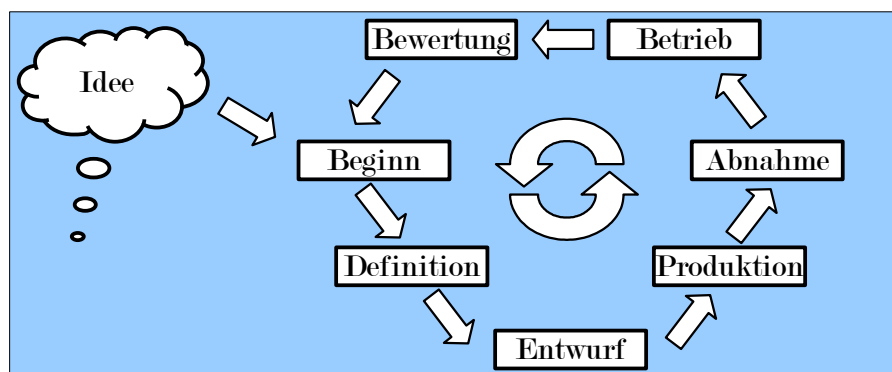 Idee
Bewertung
Betrieb
Beginn
Abnahme
Definition
Produktion
Entwurf